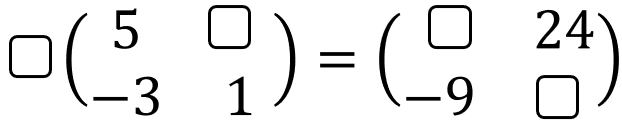 □ ( 5 □ ) = ( □ 24 )
( -3 1 ) ( -9 □ )